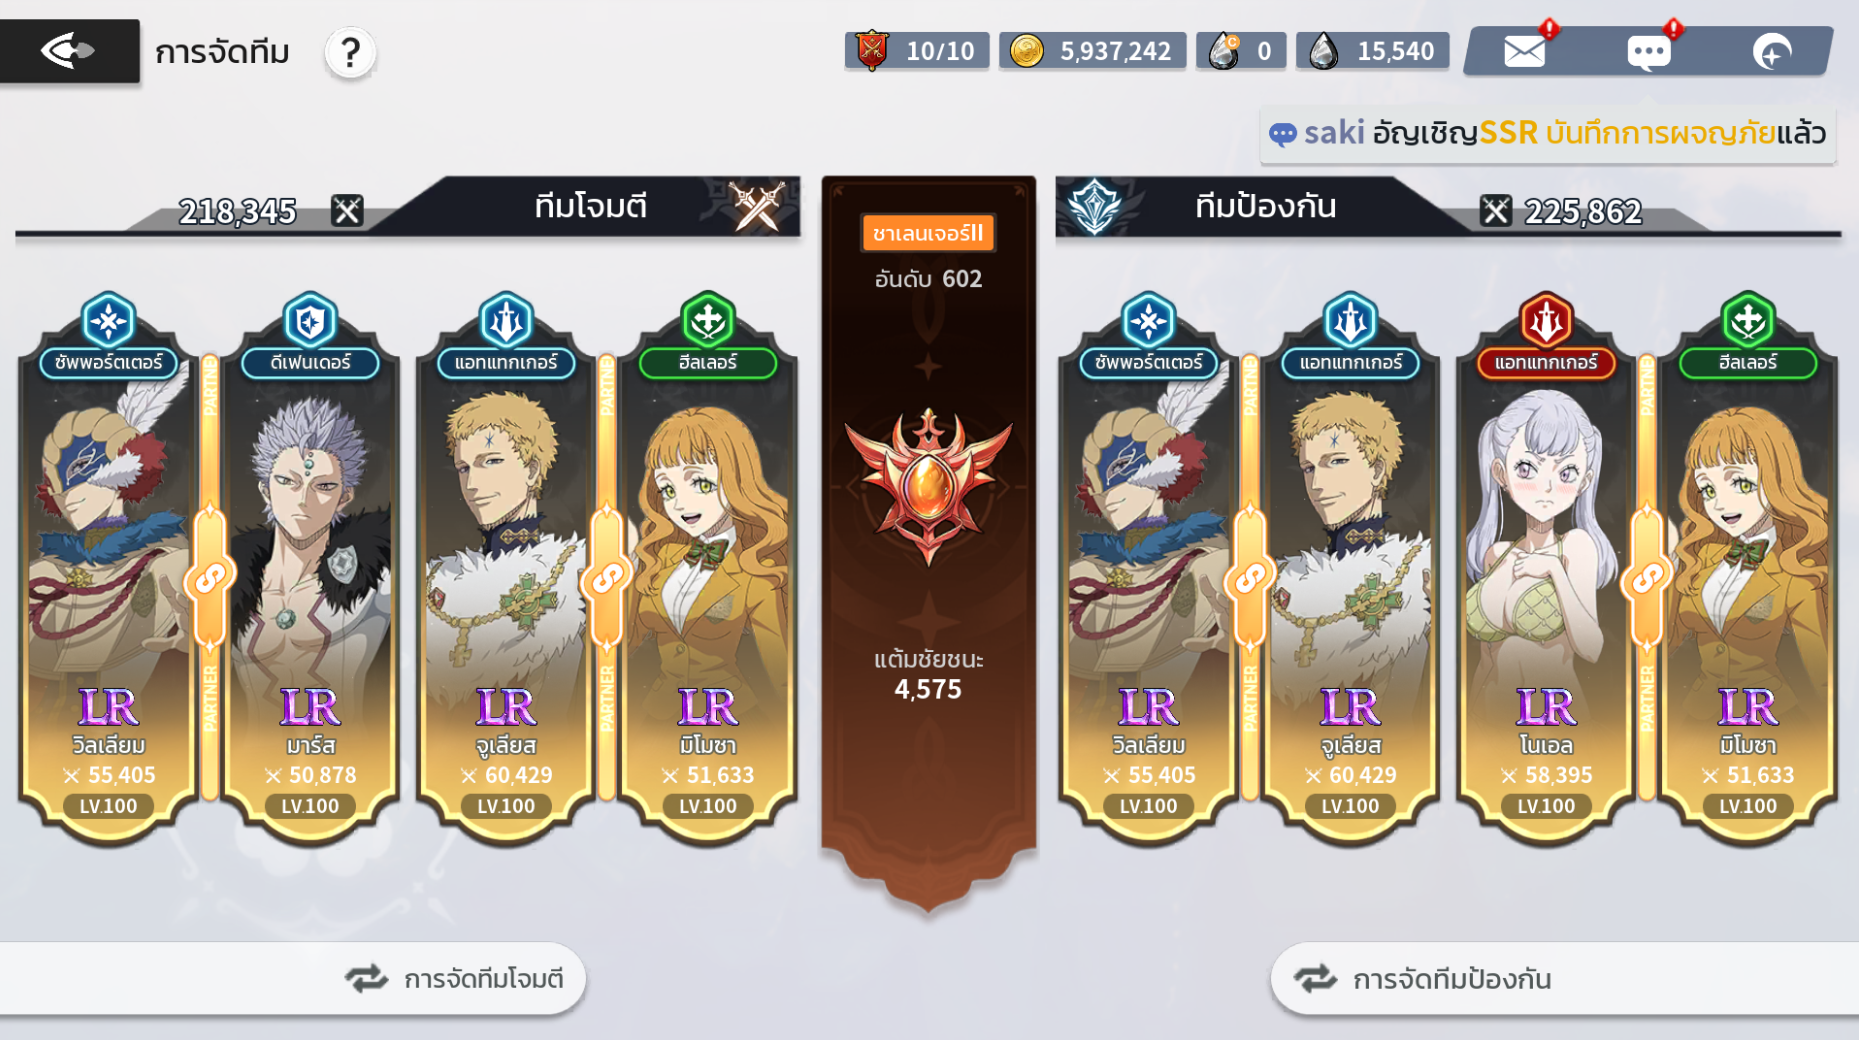 การจัดทีม ?
10/10 5,937,242 0 15,540
saki อัญเชิญSSR บันทึกการผจญภัยแล้ว
218,345 ทีมโจมตี
ทีมป้องกัน 225,862
ชาเลนเจอร์II
อันดับ 602
แต้มชัยชนะ
4,575
ซัพพอร์ตเตอร์ ดีเฟนเดอร์ แอทแทกเกอร์ ฮีลเลอร์
PARTNER PARTNER
LR LR LR LR
วิลเลียม มาร์ส จูเลียส มิโมซา
55,405 50,878 60,429 51,633
LV.100 LV.100 LV.100 LV.100
ซัพพอร์ตเตอร์ แอทแทกเกอร์ แอทแทกเกอร์ ฮีลเลอร์
PARTNER PARTNER
LR LR LR LR
วิลเลียม จูเลียส โนเอล มิโมซา
55,405 60,429 58,395 51,633
LV.100 LV.100 LV.100 LV.100
การจัดทีมโจมตี
การจัดทีมป้องกัน